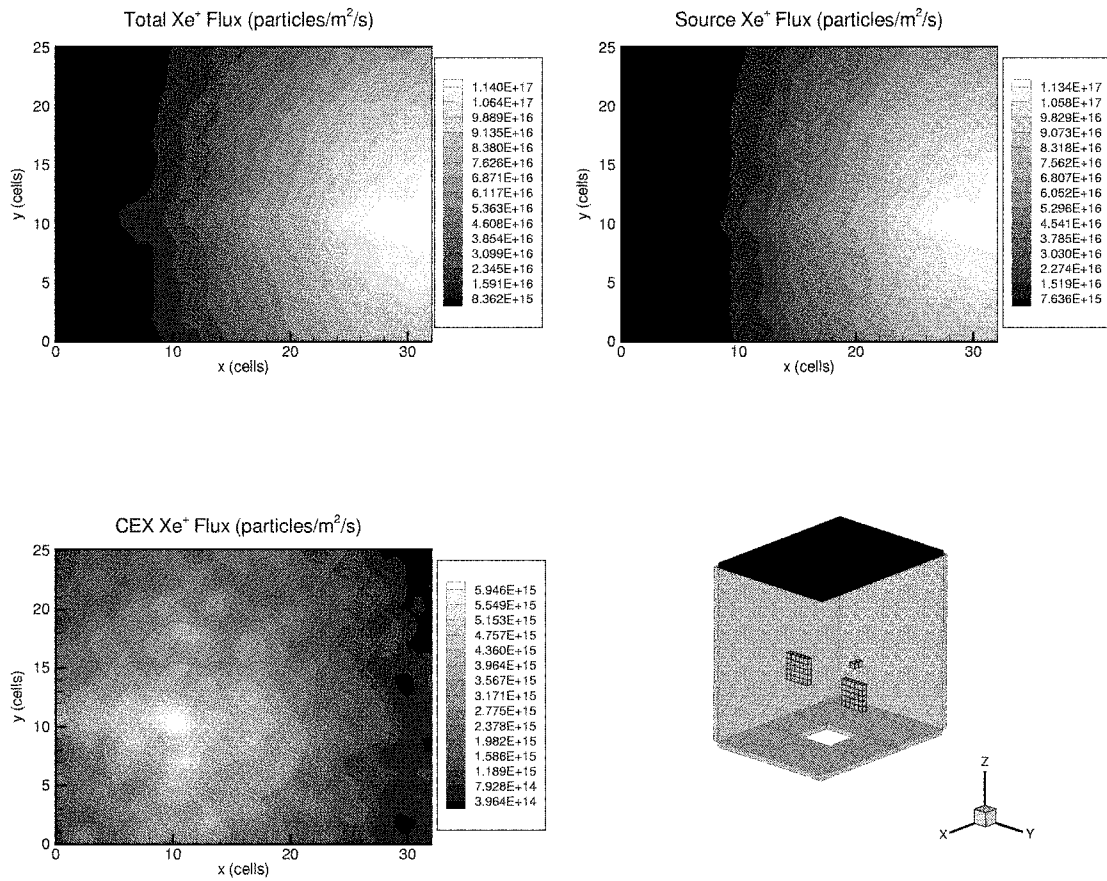 Total Xe⁺ Flux (particles/m²/s)
25
20
15
10
5
0
y (cells)
0 10 20 30
x (cells)
1.140E+17
1.064E+17
9.889E+16
9.135E+16
8.380E+16
7.626E+16
6.871E+16
6.117E+16
5.363E+16
4.608E+16
3.854E+16
3.099E+16
2.345E+16
1.591E+16
8.362E+15
Source Xe⁺ Flux (particles/m²/s)
25
20
15
10
5
0
y (cells)
0 10 20 30
x (cells)
1.134E+17
1.058E+17
9.829E+16
9.073E+16
8.318E+16
7.562E+16
6.807E+16
6.052E+16
5.296E+16
4.541E+16
3.785E+16
3.030E+16
2.274E+16
1.519E+16
7.636E+15
CEX Xe⁺ Flux (particles/m²/s)
25
20
15
10
5
0
y (cells)
0 10 20 30
x (cells)
5.946E+15
5.549E+15
5.153E+15
4.757E+15
4.360E+15
3.964E+15
3.567E+15
3.171E+15
2.775E+15
2.378E+15
1.982E+15
1.586E+15
1.189E+15
7.928E+14
3.964E+14
Z
X
Y